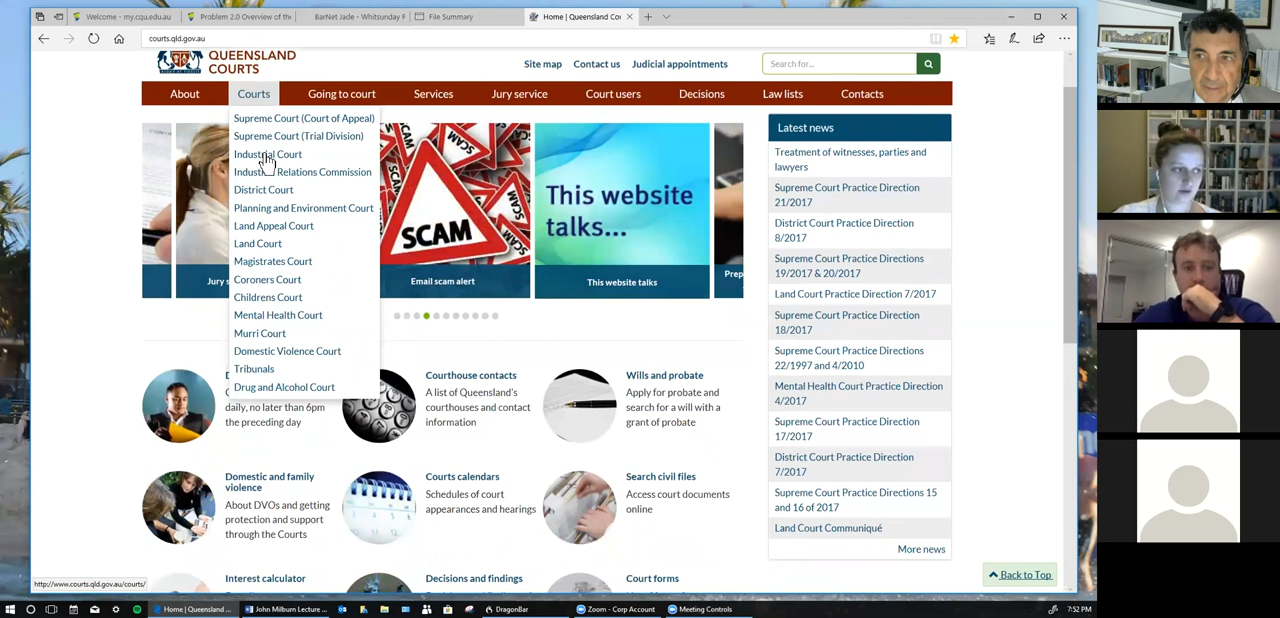 Welcome - my.cqu.edu.au
Problem 2.0 Overview of the
BarNet Jade - Whitsunday F
File Summary
Home | Queensland Cou
courts.qld.gov.au
QUEENSLAND
COURTS
Site map
Contact us
Judicial appointments
Search for...
About
Courts
Going to court
Services
Jury service
Court users
Decisions
Law lists
Contacts
Supreme Court (Court of Appeal)
Supreme Court (Trial Division)
Industrial Court
Industrial Relations Commission
District Court
Planning and Environment Court
Land Appeal Court
Land Court
Magistrates Court
Coroners Court
Childrens Court
Mental Health Court
Murri Court
Domestic Violence Court
Tribunals
Drug and Alcohol Court
Jury s
SCAM
Email scam alert
This website
talks...
This website talks
Prep
Latest news
Treatment of witnesses, parties and
lawyers
Supreme Court Practice Direction
21/2017
District Court Practice Direction
8/2017
Supreme Court Practice Directions
19/2017 & 20/2017
Land Court Practice Direction 7/2017
Supreme Court Practice Direction
18/2017
Supreme Court Practice Directions
22/1997 and 4/2010
Mental Health Court Practice Direction
4/2017
Supreme Court Practice Direction
17/2017
District Court Practice Direction
7/2017
Supreme Court Practice Directions 15
and 16 of 2017
Land Court Communiqué
More news
daily, no later than 6pm
the preceding day
Courthouse contacts
A list of Queensland's
courthouses and contact
information
Wills and probate
Apply for probate and
search for a will with a
grant of probate
Domestic and family
violence
About DVOs and getting
protection and support
through the Courts
Courts calendars
Schedules of court
appearances and hearings
Search civil files
Access court documents
online
Interest calculator
Decisions and findings
Court forms
Back to Top
http://www.courts.qld.gov.au/courts/
Home | Queensland ...
John Milburn Lecture ...
DragonBar
Zoom - Corp Account
Meeting Controls
7:52 PM